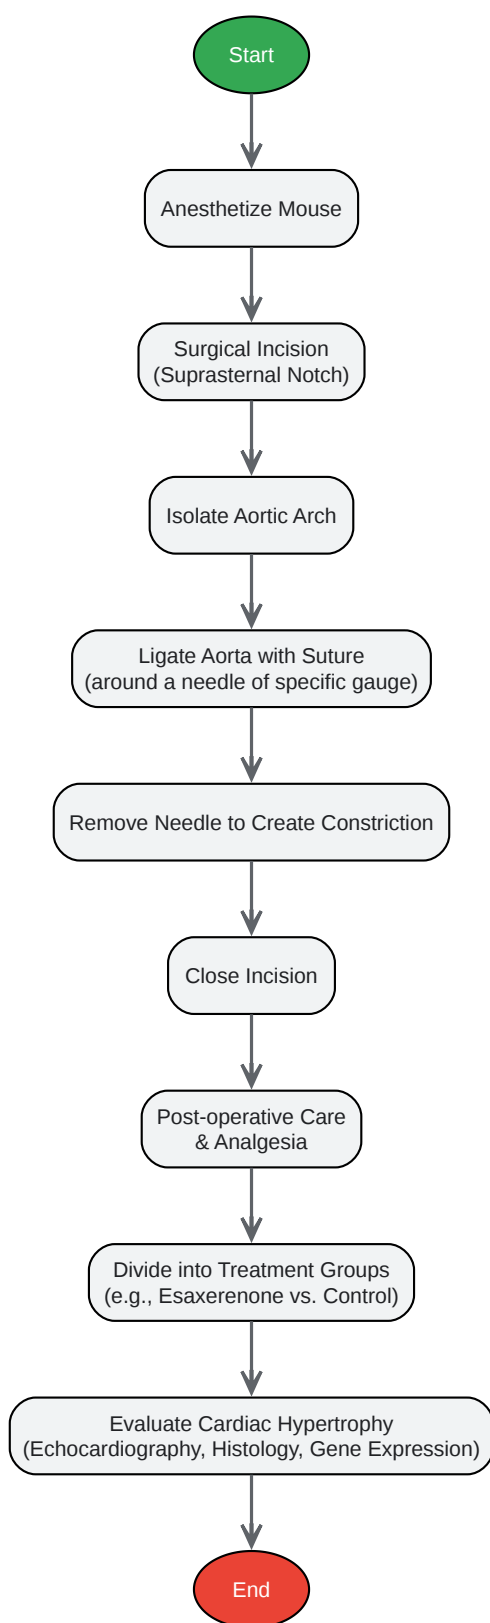 Start
Anesthetize Mouse
Surgical Incision
(Suprasternal Notch)
Isolate Aortic Arch
Ligate Aorta with Suture
(around a needle of specific gauge)
Remove Needle to Create Constriction
Close Incision
Post-operative Care
& Analgesia
Divide into Treatment Groups
(e.g., Esaxerenone vs. Control)
Evaluate Cardiac Hypertrophy
(Echocardiography, Histology, Gene Expression)
End